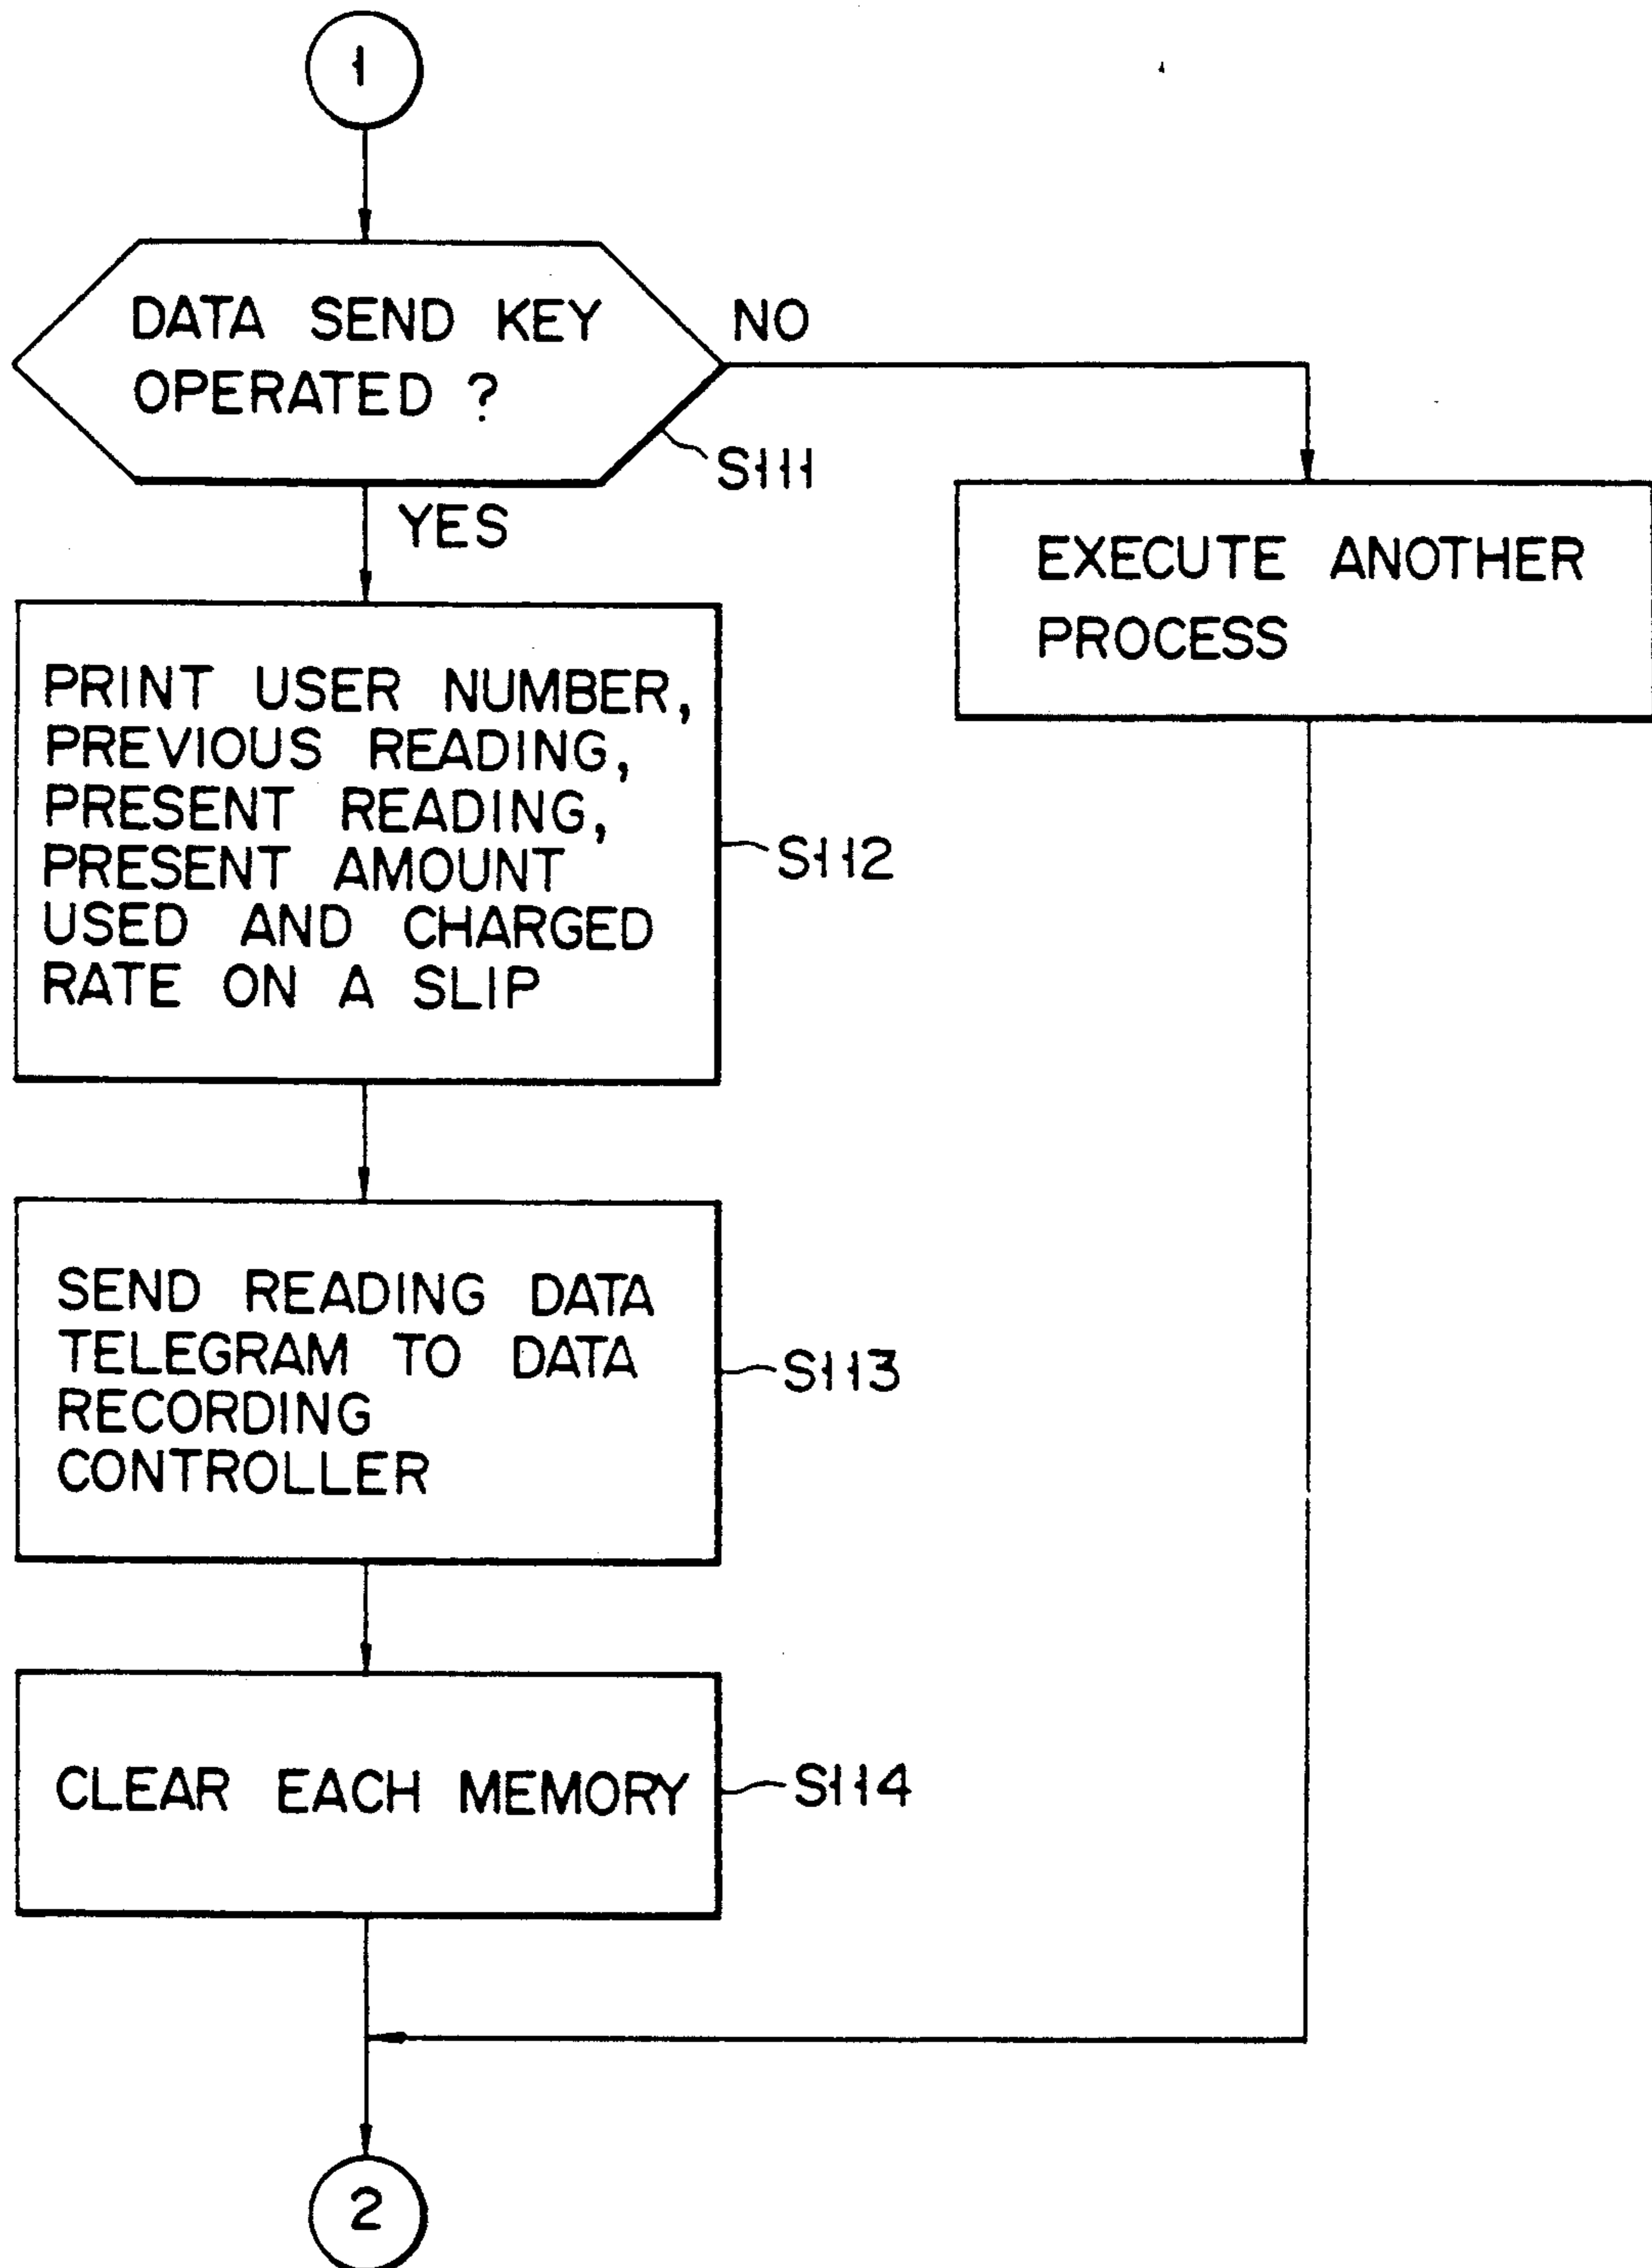 1
DATA SEND KEY
OPERATED ?
NO
S111
YES
EXECUTE ANOTHER
PROCESS
PRINT USER NUMBER,
PREVIOUS READING,
PRESENT READING,
PRESENT AMOUNT
USED AND CHARGED
RATE ON A SLIP
S112
SEND READING DATA
TELEGRAM TO DATA
RECORDING
CONTROLLER
S113
CLEAR EACH MEMORY
S114
2